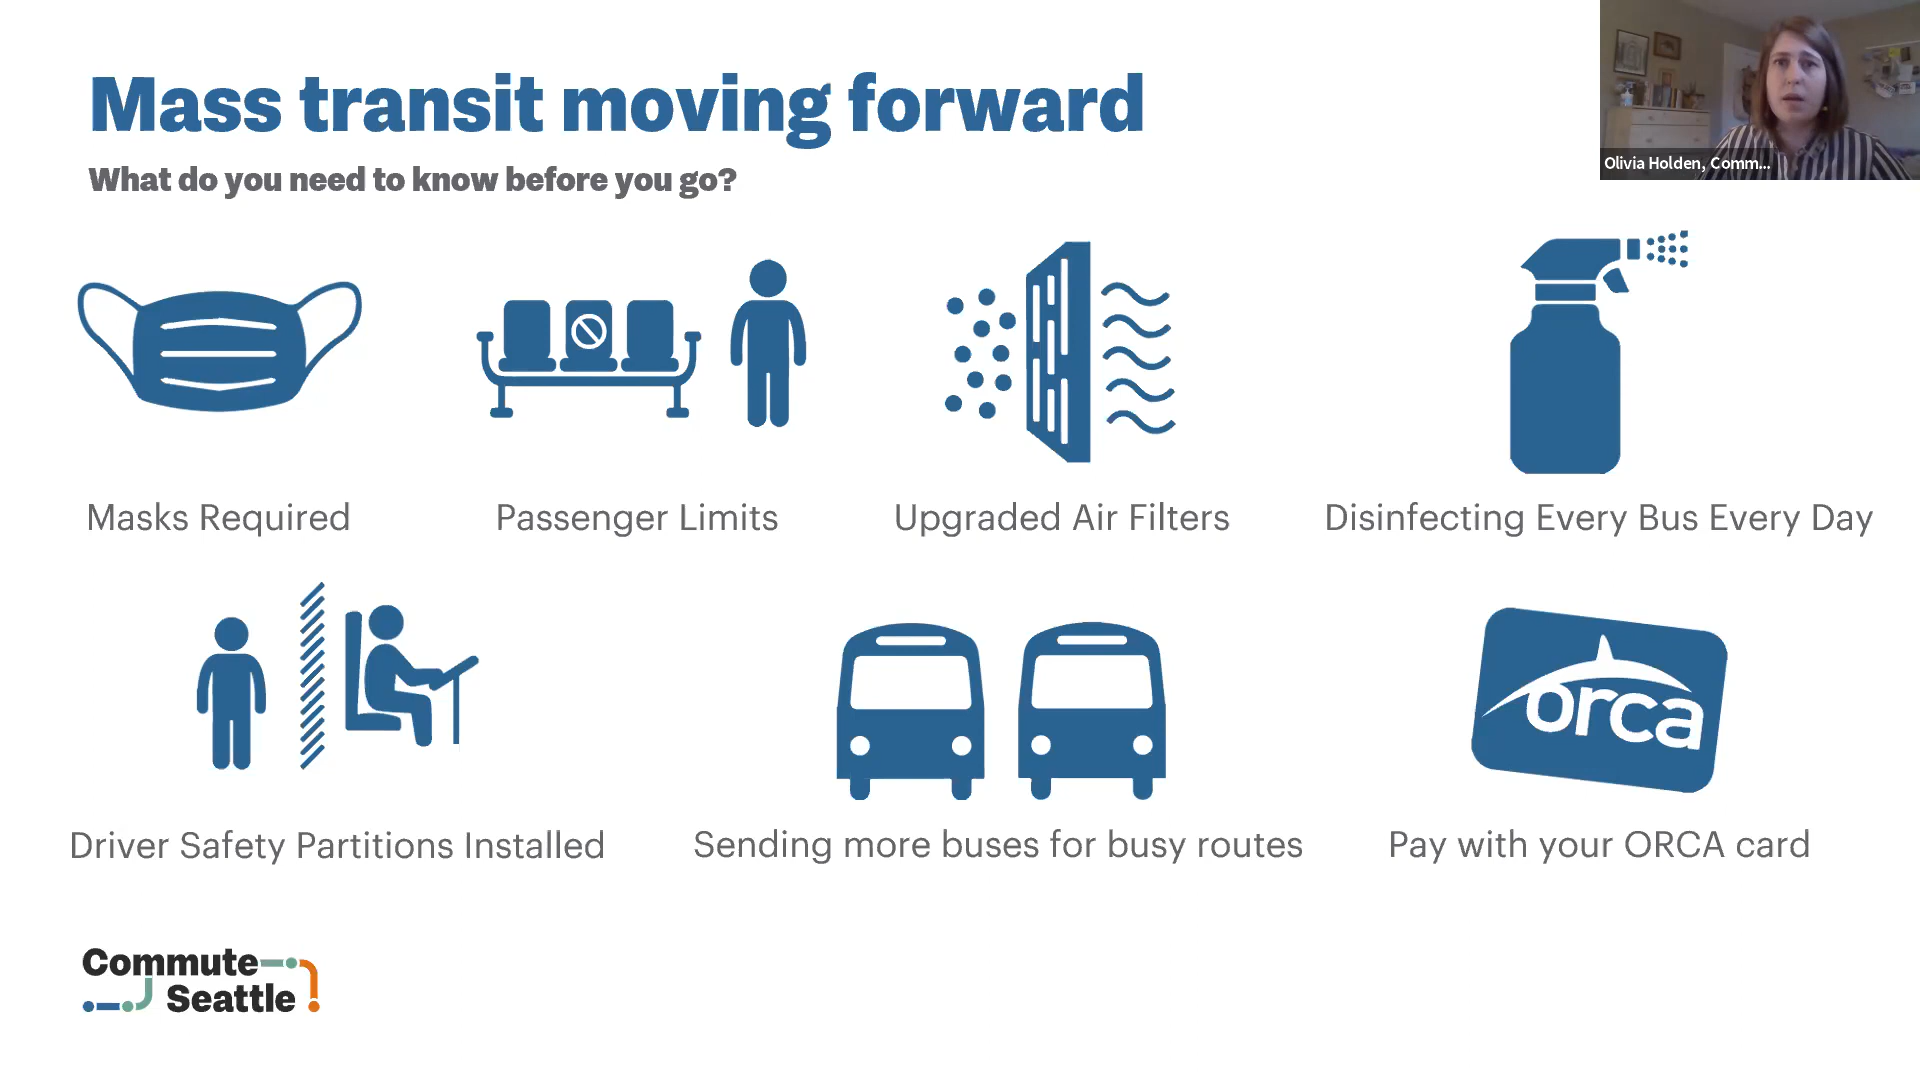 Mass transit moving forward
What do you need to know before you go?
Olivia Holden, Comm...
Masks Required
Passenger Limits
Upgraded Air Filters
Disinfecting Every Bus Every Day
orca
Driver Safety Partitions Installed
Sending more buses for busy routes
Pay with your ORCA card
Commute
Seattle